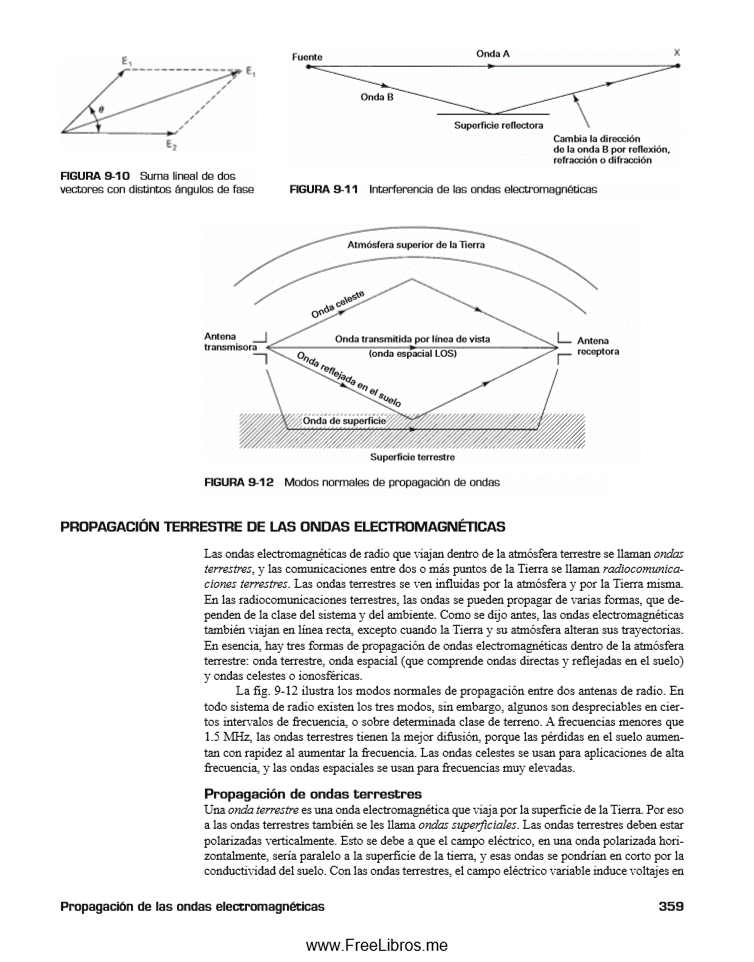 E1
E1
θ
E2
FIGURA 9-10 Suma lineal de dos
vectores con distintos ángulos de fase
Fuente
Onda A
X
Onda B
Superficie reflectora
Cambia la dirección
de la onda B por reflexión,
refracción o difracción
FIGURA 9-11 Interferencia de las ondas electromagnéticas
Atmósfera superior de la Tierra
Onda celeste
Antena
transmisora
Onda transmitida por línea de vista
(onda espacial LOS)
Antena
receptora
Onda reflejada en el suelo
Onda de superficie
Superficie terrestre
FIGURA 9-12 Modos normales de propagación de ondas
PROPAGACIÓN TERRESTRE DE LAS ONDAS ELECTROMAGNÉTICAS
Las ondas electromagnéticas de radio que viajan dentro de la atmósfera terrestre se llaman ondas
terrestres, y las comunicaciones entre dos o más puntos de la Tierra se llaman radiocomunica-
ciones terrestres. Las ondas terrestres se ven influidas por la atmósfera y por la Tierra misma.
En las radiocomunicaciones terrestres, las ondas se pueden propagar de varias formas, que de-
penden de la clase del sistema y del ambiente. Como se dijo antes, las ondas electromagnéticas
también viajan en línea recta, excepto cuando la Tierra y su atmósfera alteran sus trayectorias.
En esencia, hay tres formas de propagación de ondas electromagnéticas dentro de la atmósfera
terrestre: onda terrestre, onda espacial (que comprende ondas directas y reflejadas en el suelo)
y ondas celestes o ionosféricas.
La fig. 9-12 ilustra los modos normales de propagación entre dos antenas de radio. En
todo sistema de radio existen los tres modos, sin embargo, algunos son despreciables en cier-
tos intervalos de frecuencia, o sobre determinada clase de terreno. A frecuencias menores que
1.5 MHz, las ondas terrestres tienen la mejor difusión, porque las pérdidas en el suelo aumen-
tan con rapidez al aumentar la frecuencia. Las ondas celestes se usan para aplicaciones de alta
frecuencia, y las ondas espaciales se usan para frecuencias muy elevadas.
Propagación de ondas terrestres
Una onda terrestre es una onda electromagnética que viaja por la superficie de la Tierra. Por eso
a las ondas terrestres también se les llama ondas superficiales. Las ondas terrestres deben estar
polarizadas verticalmente. Esto se debe a que el campo eléctrico, en una onda polarizada hori-
zontalmente, sería paralelo a la superficie de la tierra, y esas ondas se pondrían en corto por la
conductividad del suelo. Con las ondas terrestres, el campo eléctrico variable induce voltajes en
Propagación de las ondas electromagnéticas
359
www.FreeLibros.me